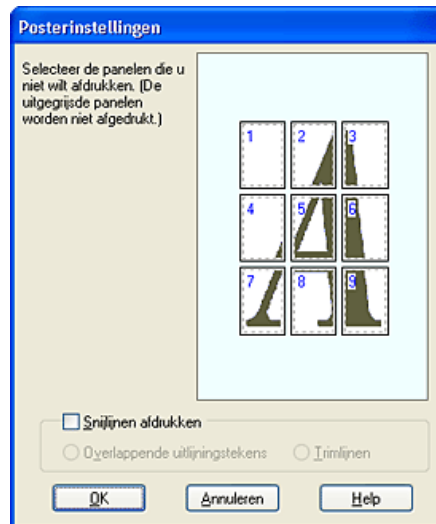 Posterinstellingen
Selecteer de panelen die u
niet wilt afdrukken. (De
uitgegrijsde panelen
worden niet afgedrukt.)
1 2 3
4 5 6
7 8 9
Snijlijnen afdrukken
Overlappende uitlijningstekens Trimlijnen
OK Annuleren Help